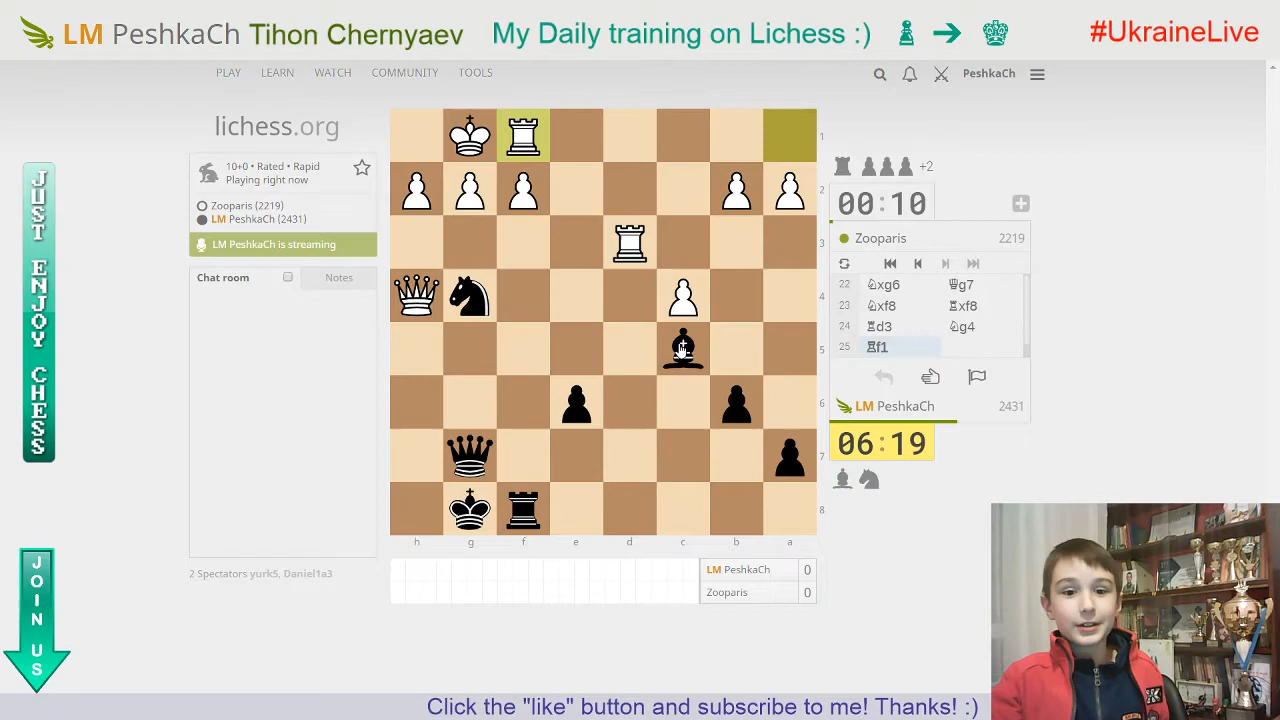 LM PeshkaCh Tihon Chernyaev My Daily training on Lichess :) #UkraineLive
PLAY LEARN WATCH COMMUNITY TOOLS PeshkaCh
lichess.org
10+0 • Rated • Rapid
Playing right now
Zooparis (2219)
LM PeshkaCh (2431)
LM PeshkaCh is streaming
Chat room Notes
2 Spectators yurk5, Daniel1a3
JUST ENJOY CHESS
JOIN US
1
2
3
4
5
6
7
8
h g f e d c b a
LM PeshkaCh 0
Zooparis 0
+2
00:10
Zooparis 2219
22 ♘xg6 ♕g7
23 ♘xf8 ♖xf8
24 ♖d3 ♘g4
25 ♖f1
LM PeshkaCh 2431
06:19
Click the "like" button and subscribe to me! Thanks! :)